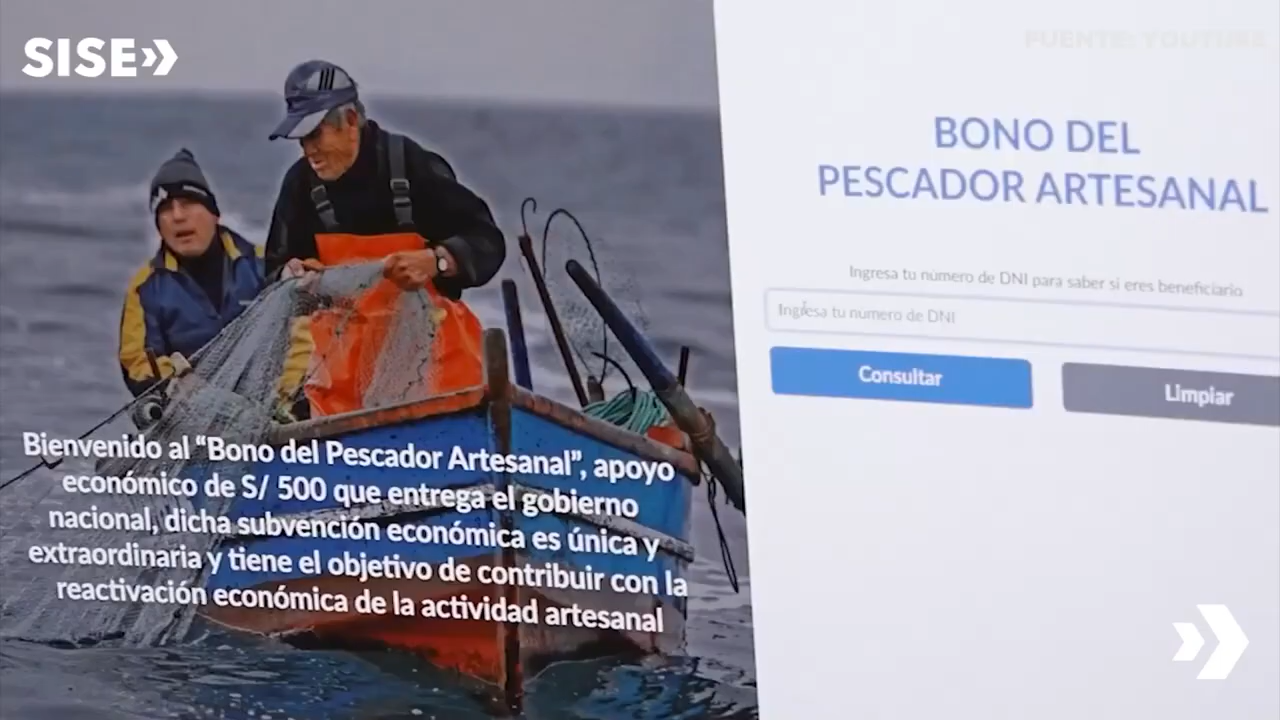 SISE
FUENTE: YOUTUBE
BONO DEL
PESCADOR ARTESANAL
Ingresa tu numero de DNI para saber si eres beneficiario
Ingresa tu numero de DNI
Consultar
Limpiar
Bienvenido al “Bono del Pescador Artesanal”, apoyo
económico de S/ 500 que entrega el gobierno
nacional, dicha subvención económica es única y
extraordinaria y tiene el objetivo de contribuir con la
reactivación económica de la actividad artesanal